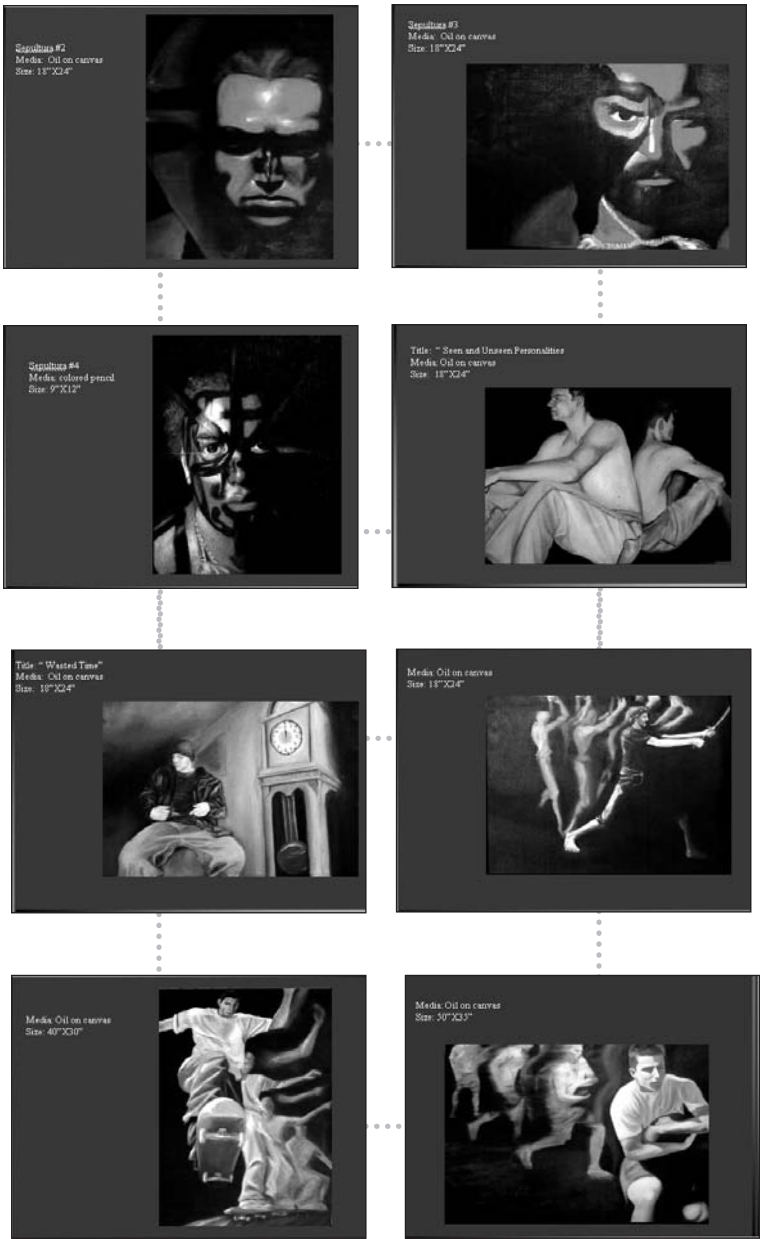 Sepultura #2
Media: Oil on canvas
Size: 18"X24"
Sepultura #3
Media: Oil on canvas
Size: 18"X24"
Sepultura #4
Media: colored pencil
Size: 9"X12"
Title: " Seen and Unseen Personalities
Media: Oil on canvas
Size: 18"X24"
Title: " Wasted Time"
Media: Oil on canvas
Size: 18"X24"
Media: Oil on canvas
Size: 18"X24"
Media: Oil on canvas
Size: 40"X30"
Media: Oil on canvas
Size: 50"X35"